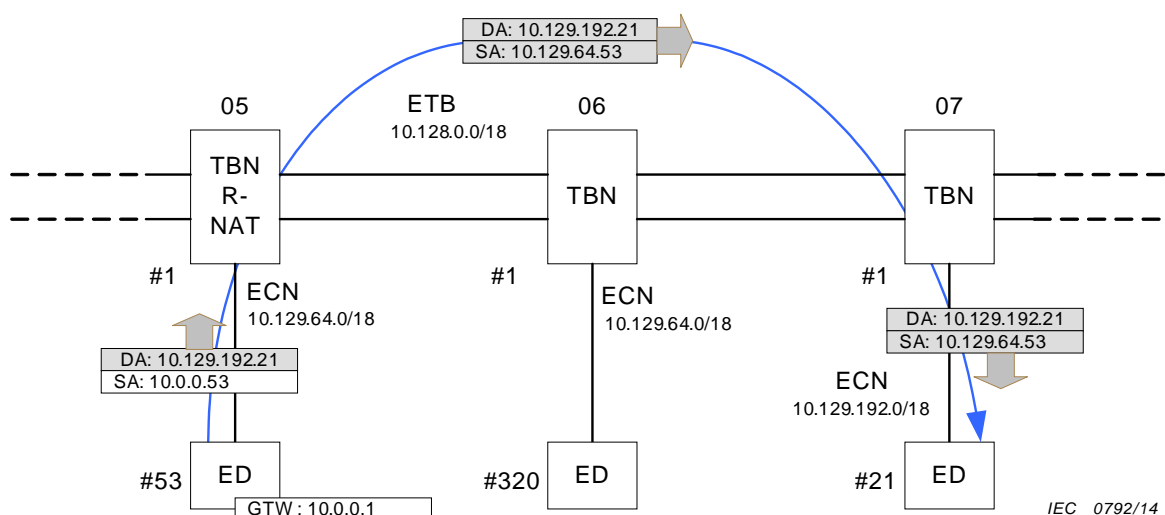 DA: 10.129.192.21
SA: 10.129.64.53
05
ETB
10.128.0.0/18
06
07
TBN
R-
NAT
TBN
TBN
#1
#1
#1
ECN
10.129.64.0/18
ECN
10.129.64.0/18
DA: 10.129.192.21
SA: 10.129.64.53
DA: 10.129.192.21
SA: 10.0.0.53
ECN
10.129.192.0/18
#53
ED
#320
ED
#21
ED
GTW : 10.0.0.1
IEC 0792/14